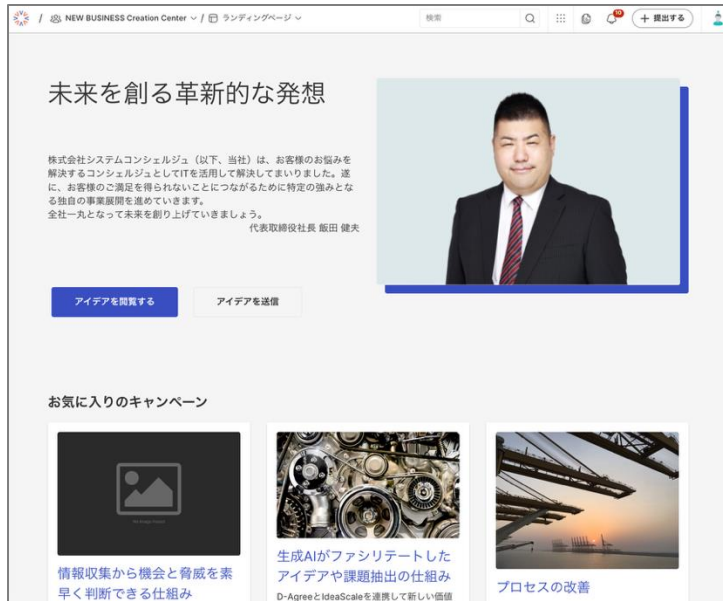 / NEW BUSINESS Creation Center / ランディングページ
検索
10
+ 提出する
未来を創る革新的な発想
株式会社システムコンシェルジュ（以下、当社）は、お客様のお悩みを
解決するコンシェルジュとしてITを活用して解決してまいりました。遂
に、お客様のご満足を得られないことにつながるために特定の強みとな
る独自の事業展開を進めていきます。
全社一丸となって未来を創り上げていきましょう。
代表取締役社長 飯田 健夫
アイデアを閲覧する
アイデアを送信
お気に入りのキャンペーン
情報収集から機会と脅威を素
早く判断できる仕組み
生成AIがファシリテートした
アイデアや課題抽出の仕組み
D-AgreeとIdeaScaleを連携して新しい価値
プロセスの改善